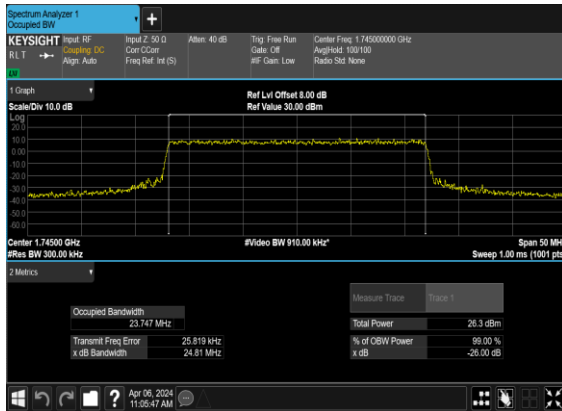 Spectrum Analyzer 1
Occupied BW
+
KEYSIGHT Input: RF Input Z: 50 Ω Atten: 40 dB Trig: Free Run Center Freq: 1.745000000 GHz
RLT Coupling: DC Corr CCorr Gate: Off Avg|Hold: 100/100
Align: Auto Freq Ref: Int (S) #IF Gain: Low Radio Std: None
1 Graph
Ref Lvl Offset 8.00 dB
Scale/Div 10.0 dB Ref Value 30.00 dBm
Log
20.0
10.0
0.00
-10.0
-20.0
-30.0
-40.0
-50.0
-60.0
Center 1.74500 GHz #Video BW 910.00 kHz* Span 50 MH
#Res BW 300.00 kHz Sweep 1.00 ms (1001 pts
2 Metrics
Measure Trace Trace 1
Occupied Bandwidth
23.747 MHz Total Power 26.3 dBm
Transmit Freq Error 25.819 kHz % of OBW Power 99.00 %
x dB Bandwidth 24.81 MHz x dB -26.00 dB
? Apr 06, 2024
11:05:47 AM